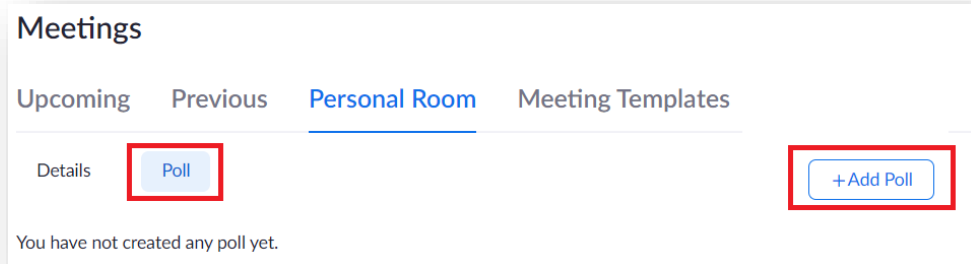 Meetings
Upcoming Previous Personal Room Meeting Templates
Details Poll +Add Poll
You have not created any poll yet.